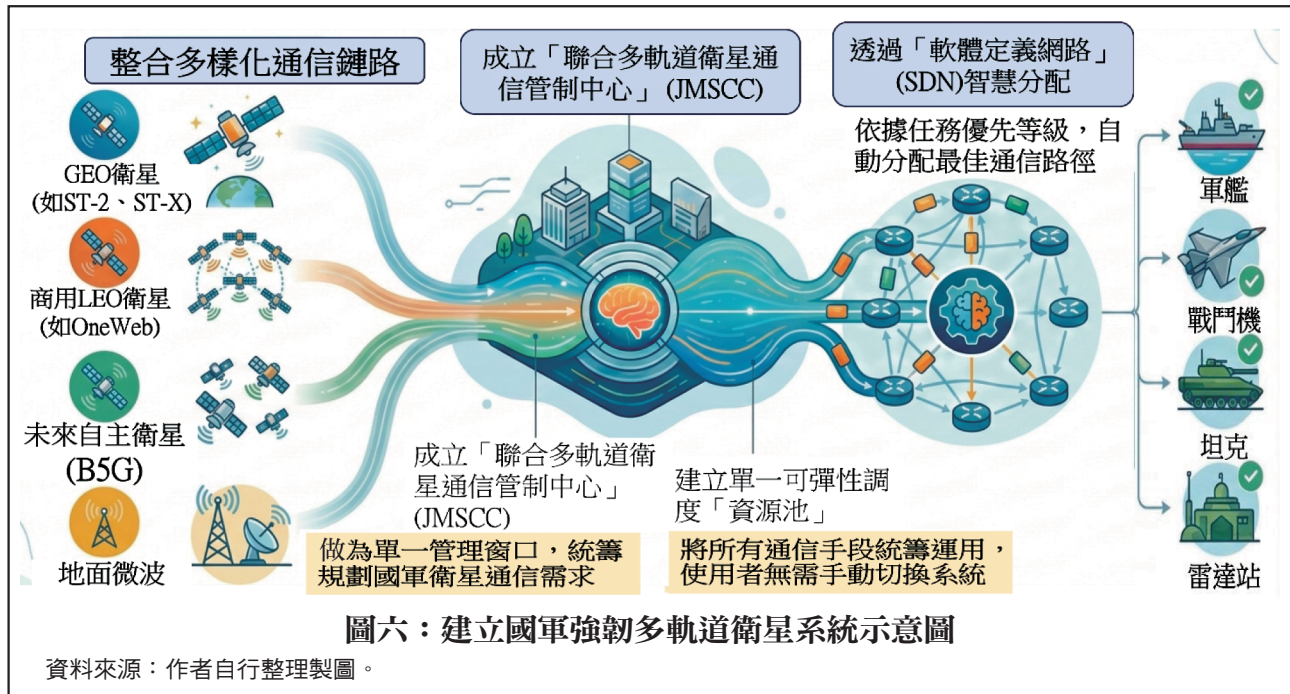 整合多樣化通信鏈路
GEO衛星
(如ST-2、ST-X)
商用LEO衛星
(如OneWeb)
未來自主衛星
(B5G)
地面微波
成立「聯合多軌道衛星通
信管制中心」(JMSCC)
成立「聯合多軌道衛
星通信管制中心」
(JMSCC)
做為單一管理窗口，統籌
規劃國軍衛星通信需求
建立單一可彈性調
度「資源池」
將所有通信手段統籌運用，
使用者無需手動切換系統
透過「軟體定義網路」
(SDN)智慧分配
依據任務優先等級，自
動分配最佳通信路徑
軍艦
戰鬥機
坦克
雷達站
圖六：建立國軍強韌多軌道衛星系統示意圖
資料來源：作者自行整理製圖。